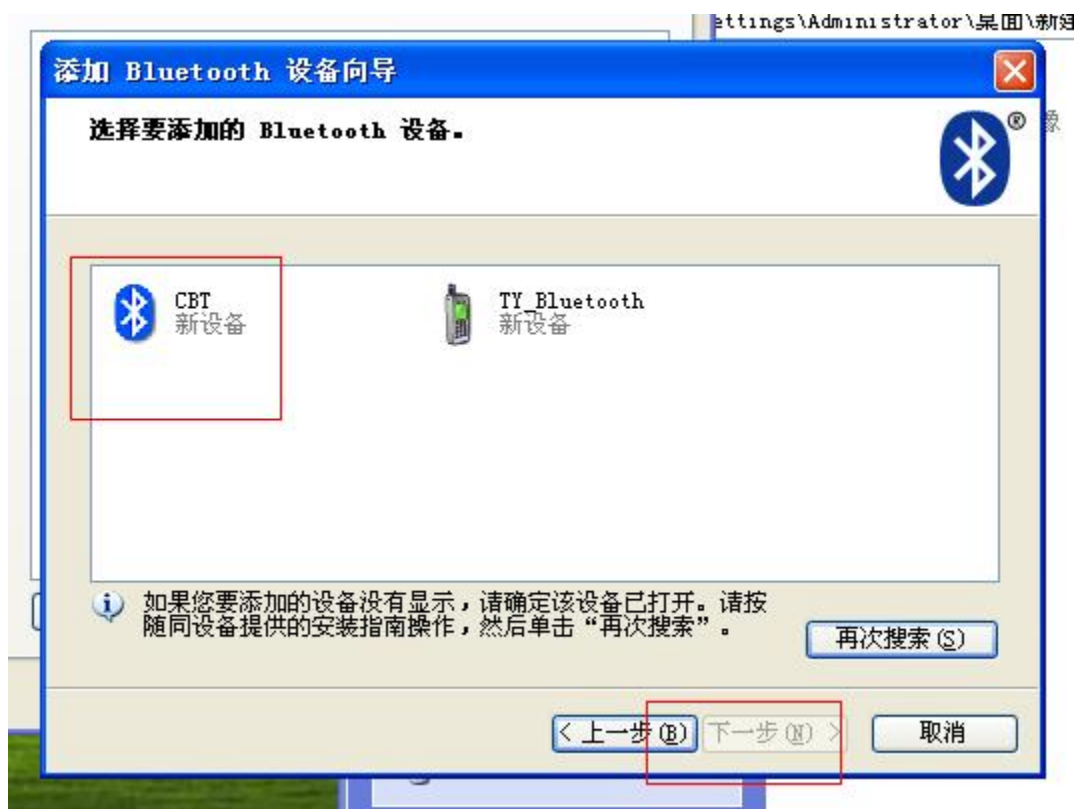 ettings\Administrator\桌面\新建
添加 Bluetooth 设备向导
选择要添加的 Bluetooth 设备。
®
像
CBT
新设备
TY_Bluetooth
新设备
如果您要添加的设备没有显示，请确定该设备已打开。请按
随同设备提供的安装指南操作，然后单击“再次搜索”。
再次搜索(S)
< 上一步(B)
下一步(N) >
取消